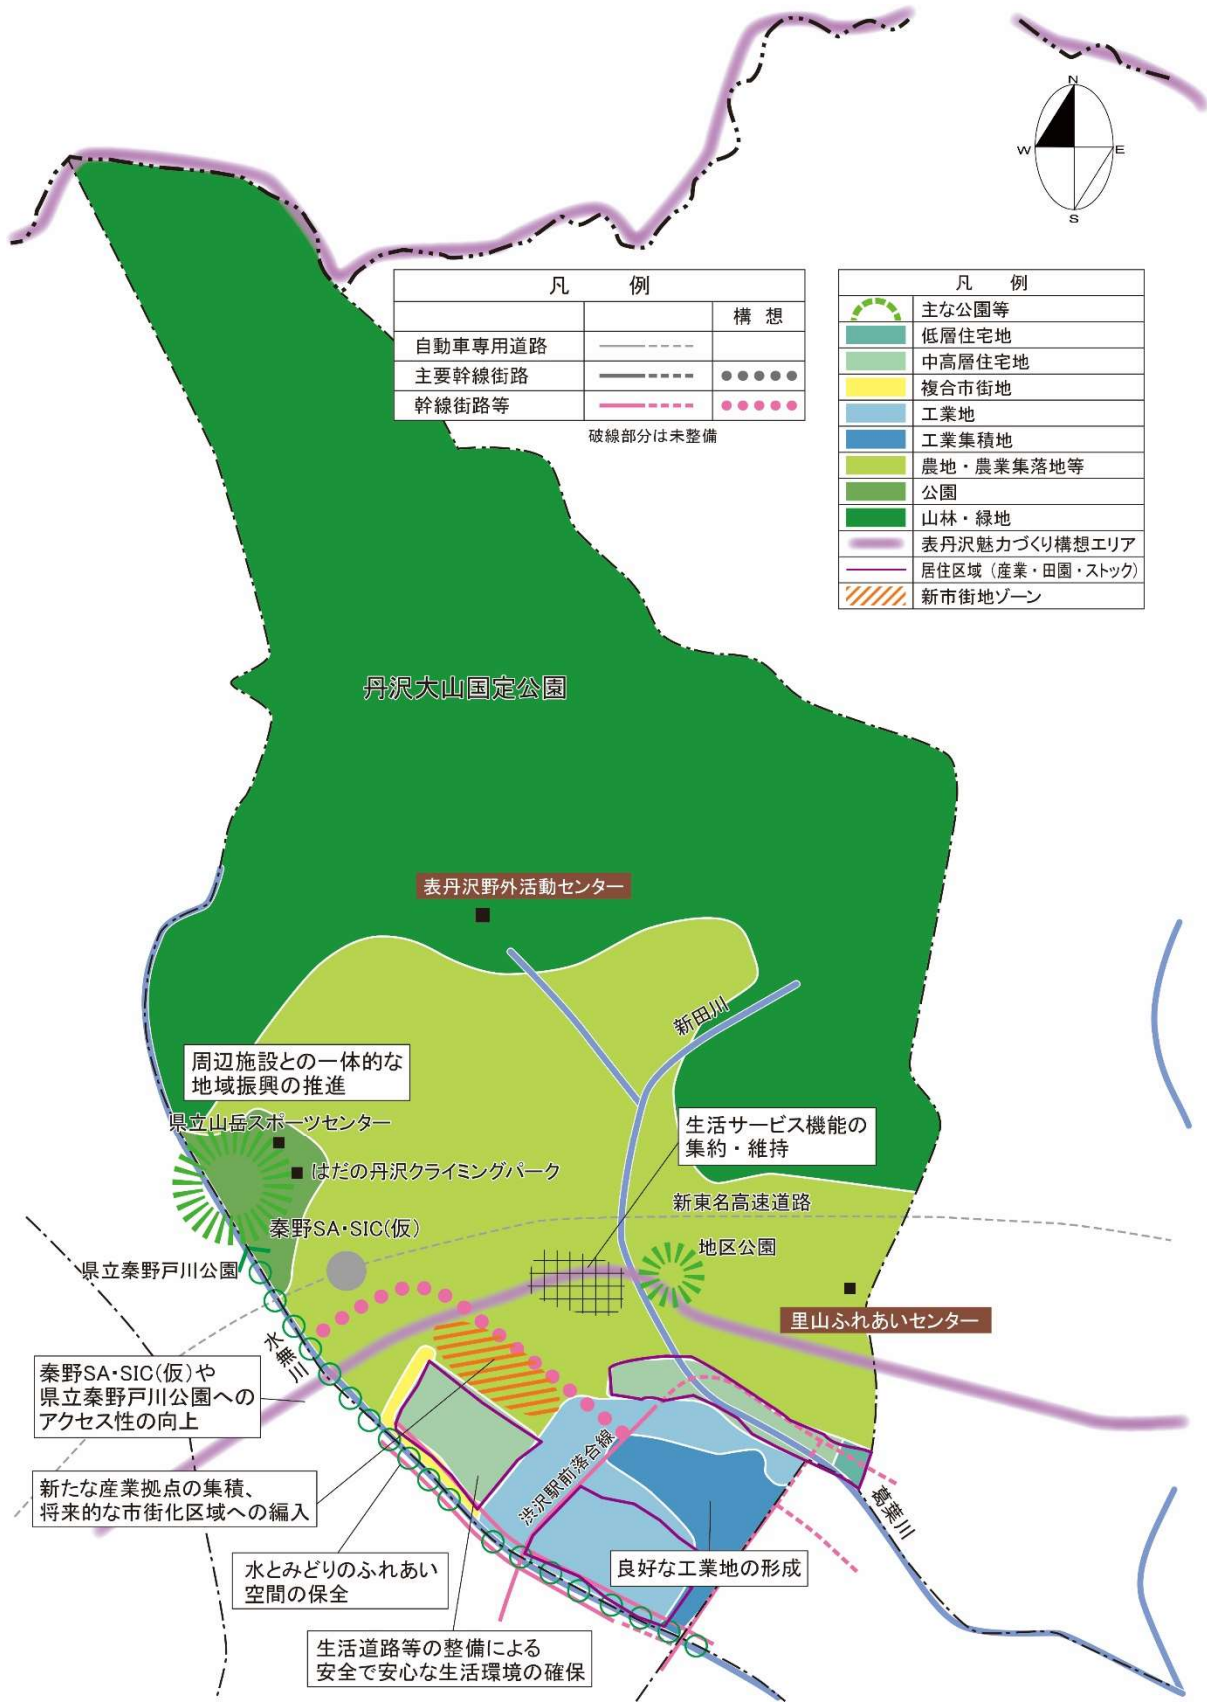 N
W
E
S
凡 例
構 想
自動車専用道路
主要幹線街路
幹線街路等
破線部分は未整備
凡 例
主な公園等
低層住宅地
中高層住宅地
複合市街地
工業地
工業集積地
農地・農業集落地等
公園
山林・緑地
表丹沢魅力づくり構想エリア
居住区域（産業・田園・ストック）
新市街地ゾーン
丹沢大山国定公園
表丹沢野外活動センター
新田川
周辺施設との一体的な
地域振興の推進
県立山岳スポーツセンター
はだの丹沢クライミングパーク
生活サービス機能の
集約・維持
新東名高速道路
秦野SA・SIC(仮)
地区公園
県立秦野戸川公園
里山ふれあいセンター
水無川
秦野SA・SIC(仮)や
県立秦野戸川公園への
アクセス性の向上
新たな産業拠点の集積、
将来的な市街化区域への編入
渋沢駅前落合線
葛葉川
水とみどりのふれあい
空間の保全
良好な工業地の形成
生活道路等の整備による
安全で安心な生活環境の確保